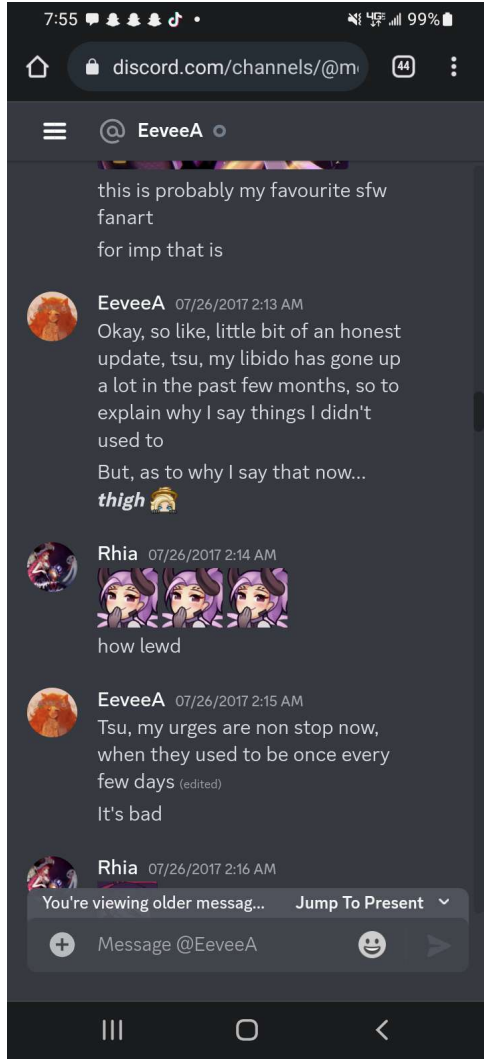 7:55
4G
99%
discord.com/channels/@m
44
@ EeveeA
this is probably my favourite sfw
fanart
for imp that is
EeveeA 07/26/2017 2:13 AM
Okay, so like, little bit of an honest
update, tsu, my libido has gone up
a lot in the past few months, so to
explain why I say things I didn't
used to
But, as to why I say that now...
thigh
Rhia 07/26/2017 2:14 AM
how lewd
EeveeA 07/26/2017 2:15 AM
Tsu, my urges are non stop now,
when they used to be once every
few days (edited)
It's bad
Rhia 07/26/2017 2:16 AM
You're viewing older messag... Jump To Present
Message @EeveeA